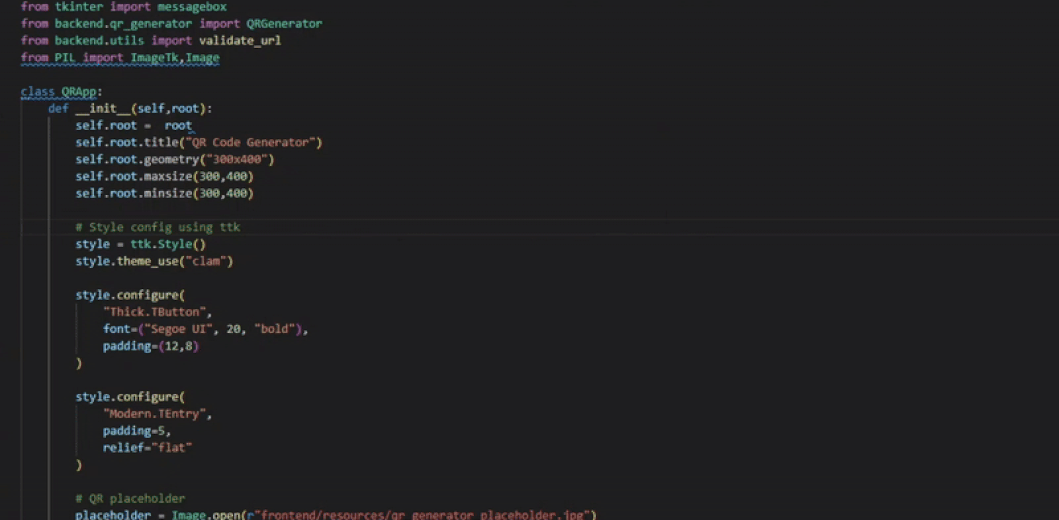 from tkinter import messagebox
from backend.qr_generator import QRGenerator
from backend.utils import validate_url
from PIL import ImageTk,Image
class QRApp:
def __init__(self,root):
self.root =  root
self.root.title("QR Code Generator")
self.root.geometry("300x400")
self.root.maxsize(300,400)
self.root.minsize(300,400)
# Style config using ttk
style = ttk.Style()
style.theme_use("clam")
style.configure(
"Thick.TButton",
font=("Segoe UI", 20, "bold"),
padding=(12,8)
)
style.configure(
"Modern.TEntry",
padding=5,
relief="flat"
)
# QR placeholder
placeholder = Image.open(r"frontend/resources/qr_generator_placeholder.jpg")